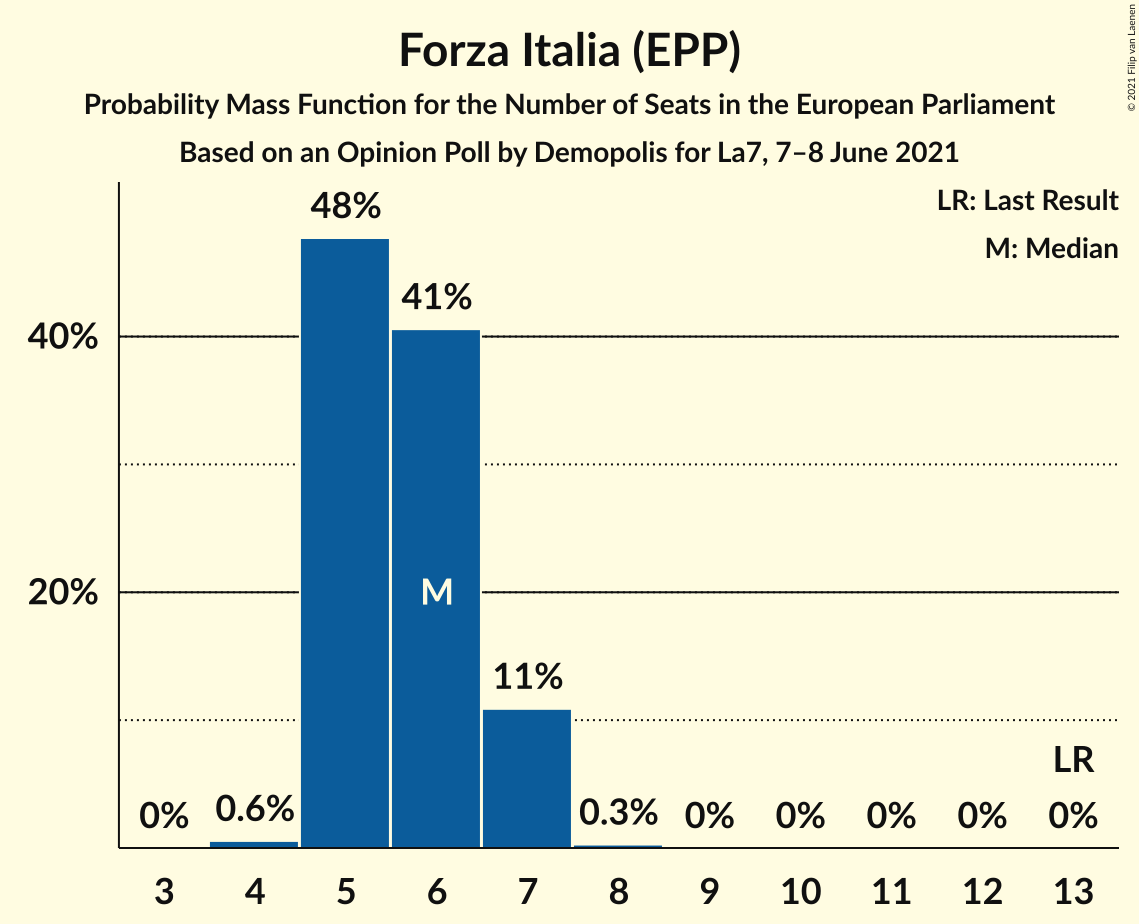 Forza Italia (EPP)
Probability Mass Function for the Number of Seats in the European Parliament
Based on an Opinion Poll by Demopolis for La7, 7–8 June 2021
© 2021 Filip van Laenen
LR: Last Result
M: Median
48%
41%
40%
M
20%
11%
LR
0% 0.6% 0.3% 0% 0% 0% 0% 0%
3 4 5 6 7 8 9 10 11 12 13